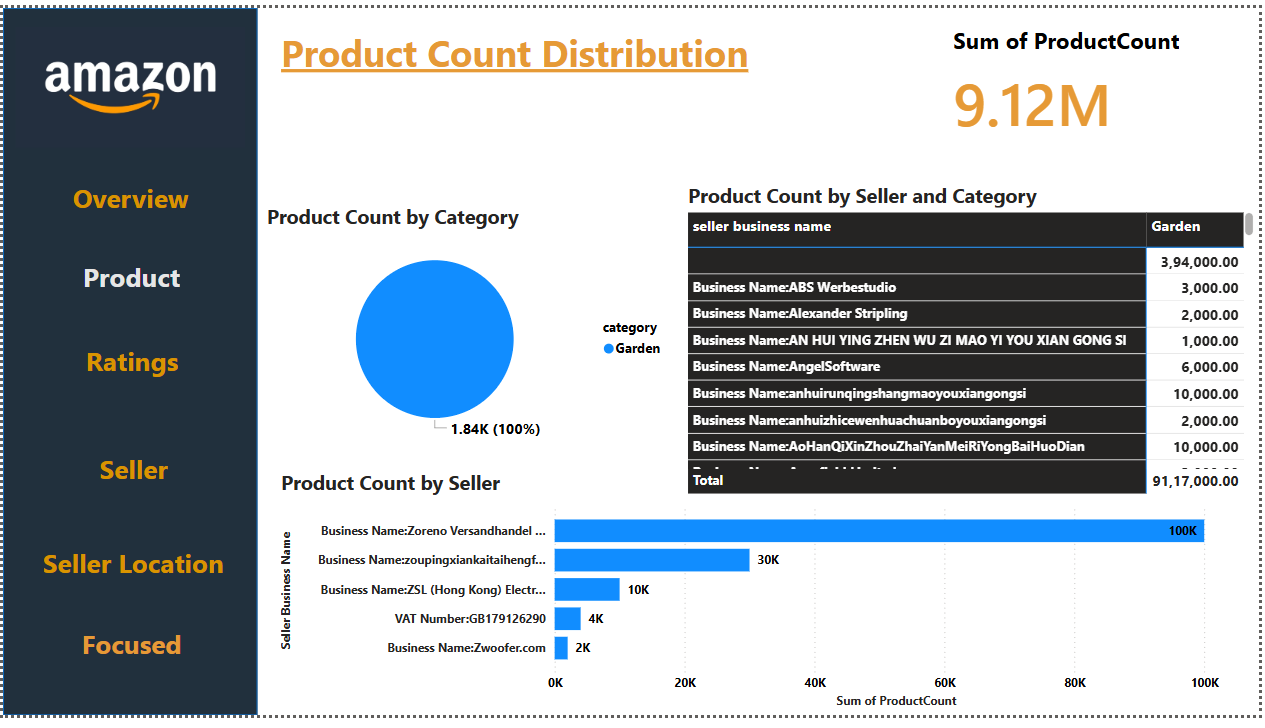 amazon
Overview
Product
Ratings
Seller
Seller Location
Focused
Product Count Distribution
Sum of ProductCount
9.12M
Product Count by Category
category
Garden
1.84K (100%)
Product Count by Seller and Category
seller business name Garden
3,94,000.00
Business Name:ABS Werbestudio 3,000.00
Business Name:Alexander Stripling 2,000.00
Business Name:AN HUI YING ZHEN WU ZI MAO YI YOU XIAN GONG SI 1,000.00
Business Name:AngelSoftware 6,000.00
Business Name:anhuirunqingshangmaoyouxiangongsi 10,000.00
Business Name:anhuizhicewenhuachuanboyouxiangongsi 2,000.00
Business Name:AoHanQiXinZhouZhaiYanMeiRiYongBaiHuoDian 10,000.00
Total 91,17,000.00
Product Count by Seller
Seller Business Name
Business Name:Zoreno Versandhandel ... 100K
Business Name:zoupingxiankaitaihengf... 30K
Business Name:ZSL (Hong Kong) Electr... 10K
VAT Number:GB179126290 4K
Business Name:Zwoofer.com 2K
0K 20K 40K 60K 80K 100K
Sum of ProductCount